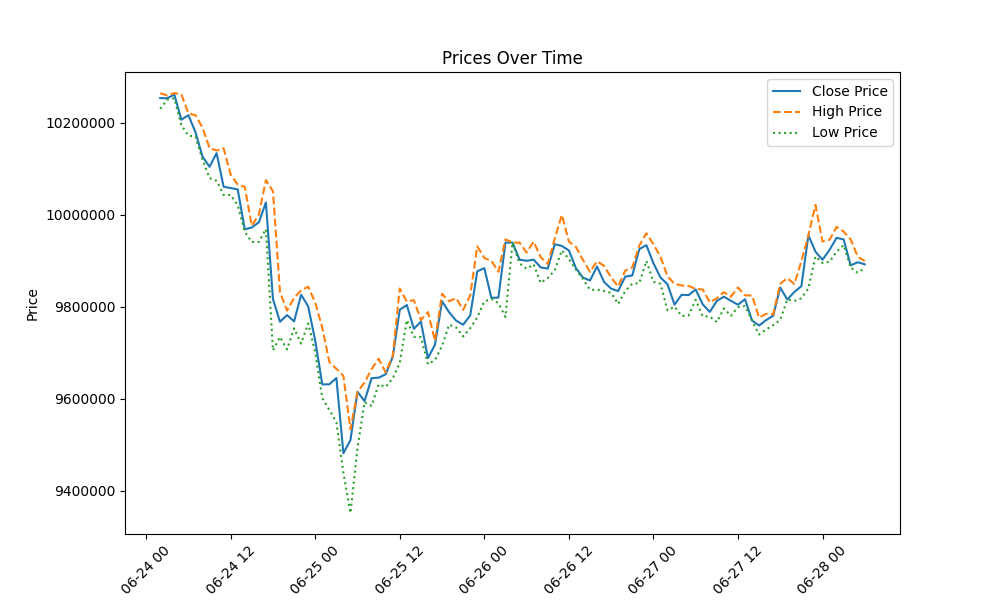 Prices Over Time
Close Price
High Price
Low Price
Price
10200000
10000000
9800000
9600000
9400000
06-24 00
06-24 12
06-25 00
06-25 12
06-26 00
06-26 12
06-27 00
06-27 12
06-28 00